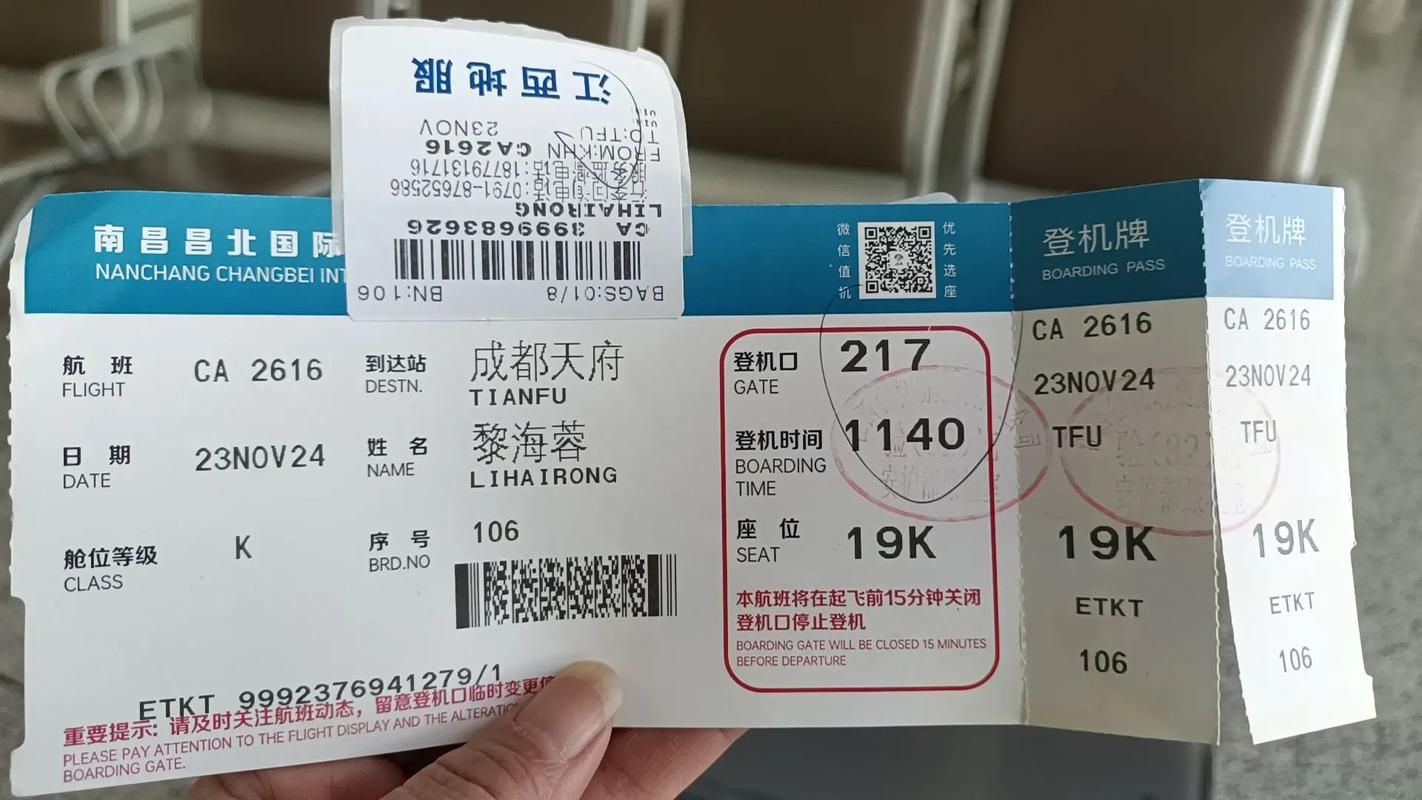 江西地服
23NOV
TO:TFU
CA2616 FROM:KHN
服务监督电话:18779131716
行李问询电话:0791-87652586
LIHAIRONG
CA 3999683626
BN:106 BAGS:01/8
南昌昌北国际
NANCHANG CHANGBEI INT
微信值机
优先选座
登机牌
BOARDING PASS
登机牌
BOARDING PASS
航班 CA 2616
FLIGHT
到达站 成都天府
DESTN. TIANFU
日期 23NOV24
DATE
姓名 黎海蓉
NAME LIHAIRONG
舱位等级 K
CLASS
序号 106
BRD.NO
ETKT 9992376941279/1
重要提示: 请及时关注航班动态，留意登机口临时变更
PLEASE PAY ATTENTION TO THE FLIGHT DISPLAY AND THE
BOARDING GATE.
登机口 217
GATE
登机时间 1140
BOARDING
TIME
座位 19K
SEAT
本航班将在起飞前15分钟关闭
登机口停止登机
BOARDING GATE WILL BE CLOSED 15 MINUTES
BEFORE DEPARTURE
CA 2616
23NOV24
TFU
19K
ETKT
106
CA 2616
23NOV24
TFU
19K
ETKT
106